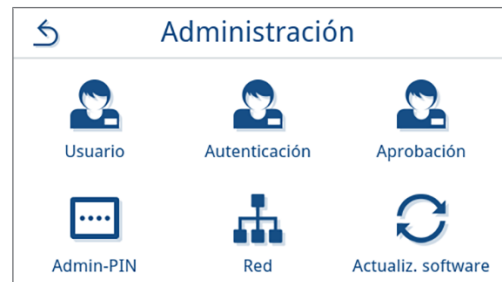 Administración
Usuario
Autenticación
Aprobación
Admin-PIN
Red
Actualiz. software